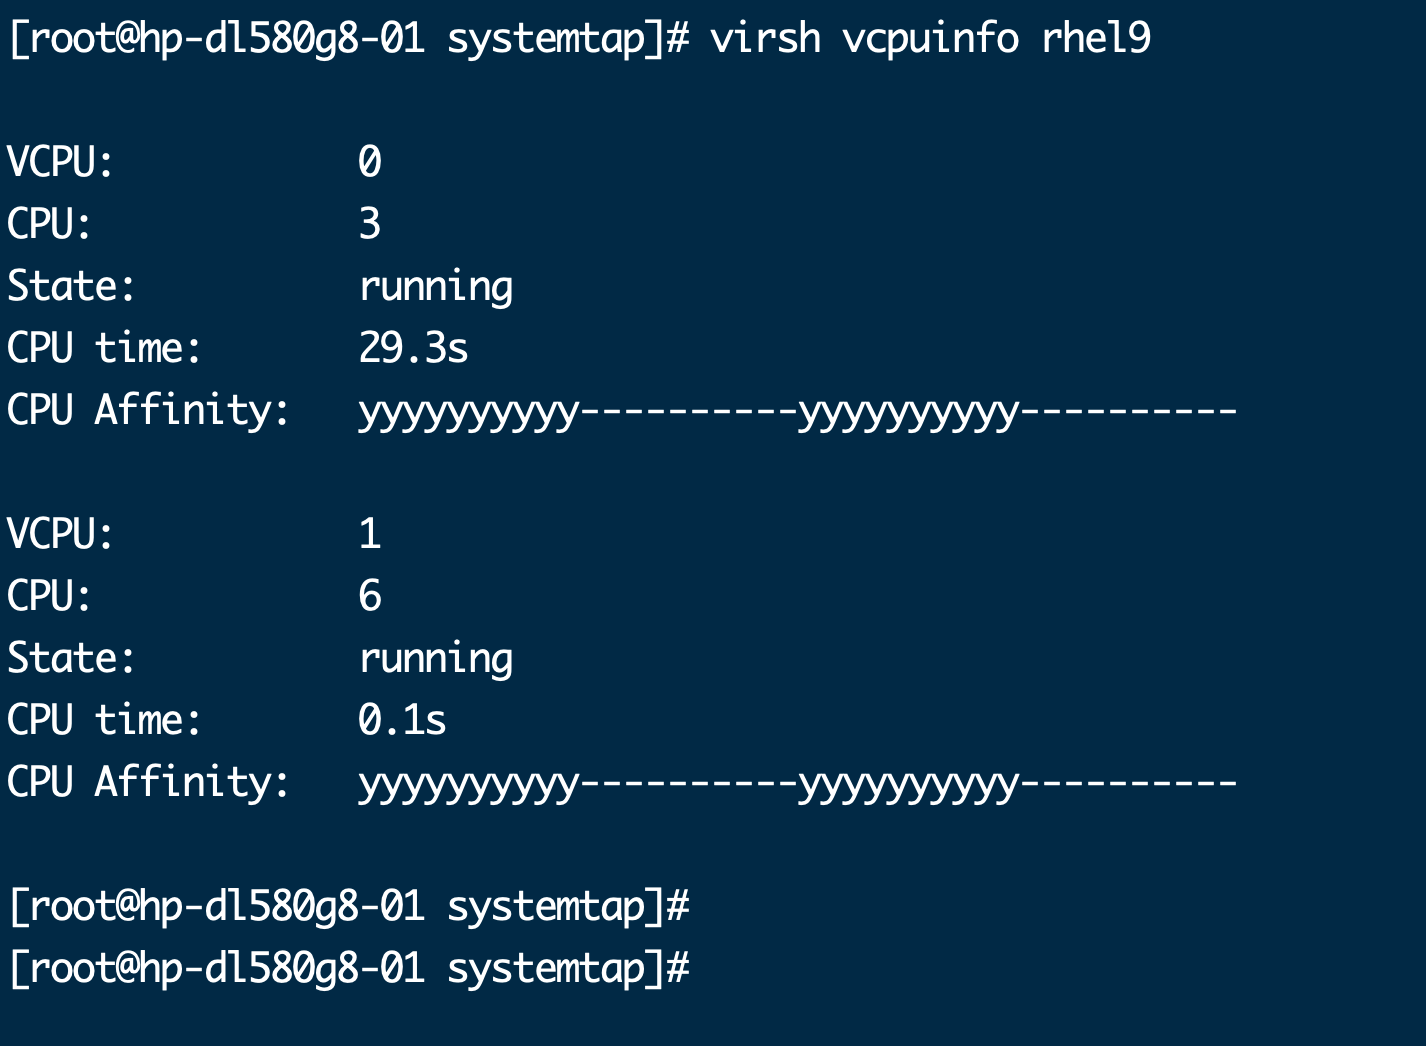 [root@hp-dl580g8-01 systemtap]# virsh vcpuinfo rhel9
VCPU:           0
CPU:            3
State:          running
CPU time:       29.3s
CPU Affinity:   yyyyyyyyyy----------yyyyyyyyyy----------
VCPU:           1
CPU:            6
State:          running
CPU time:       0.1s
CPU Affinity:   yyyyyyyyyy----------yyyyyyyyyy----------
[root@hp-dl580g8-01 systemtap]#
[root@hp-dl580g8-01 systemtap]#